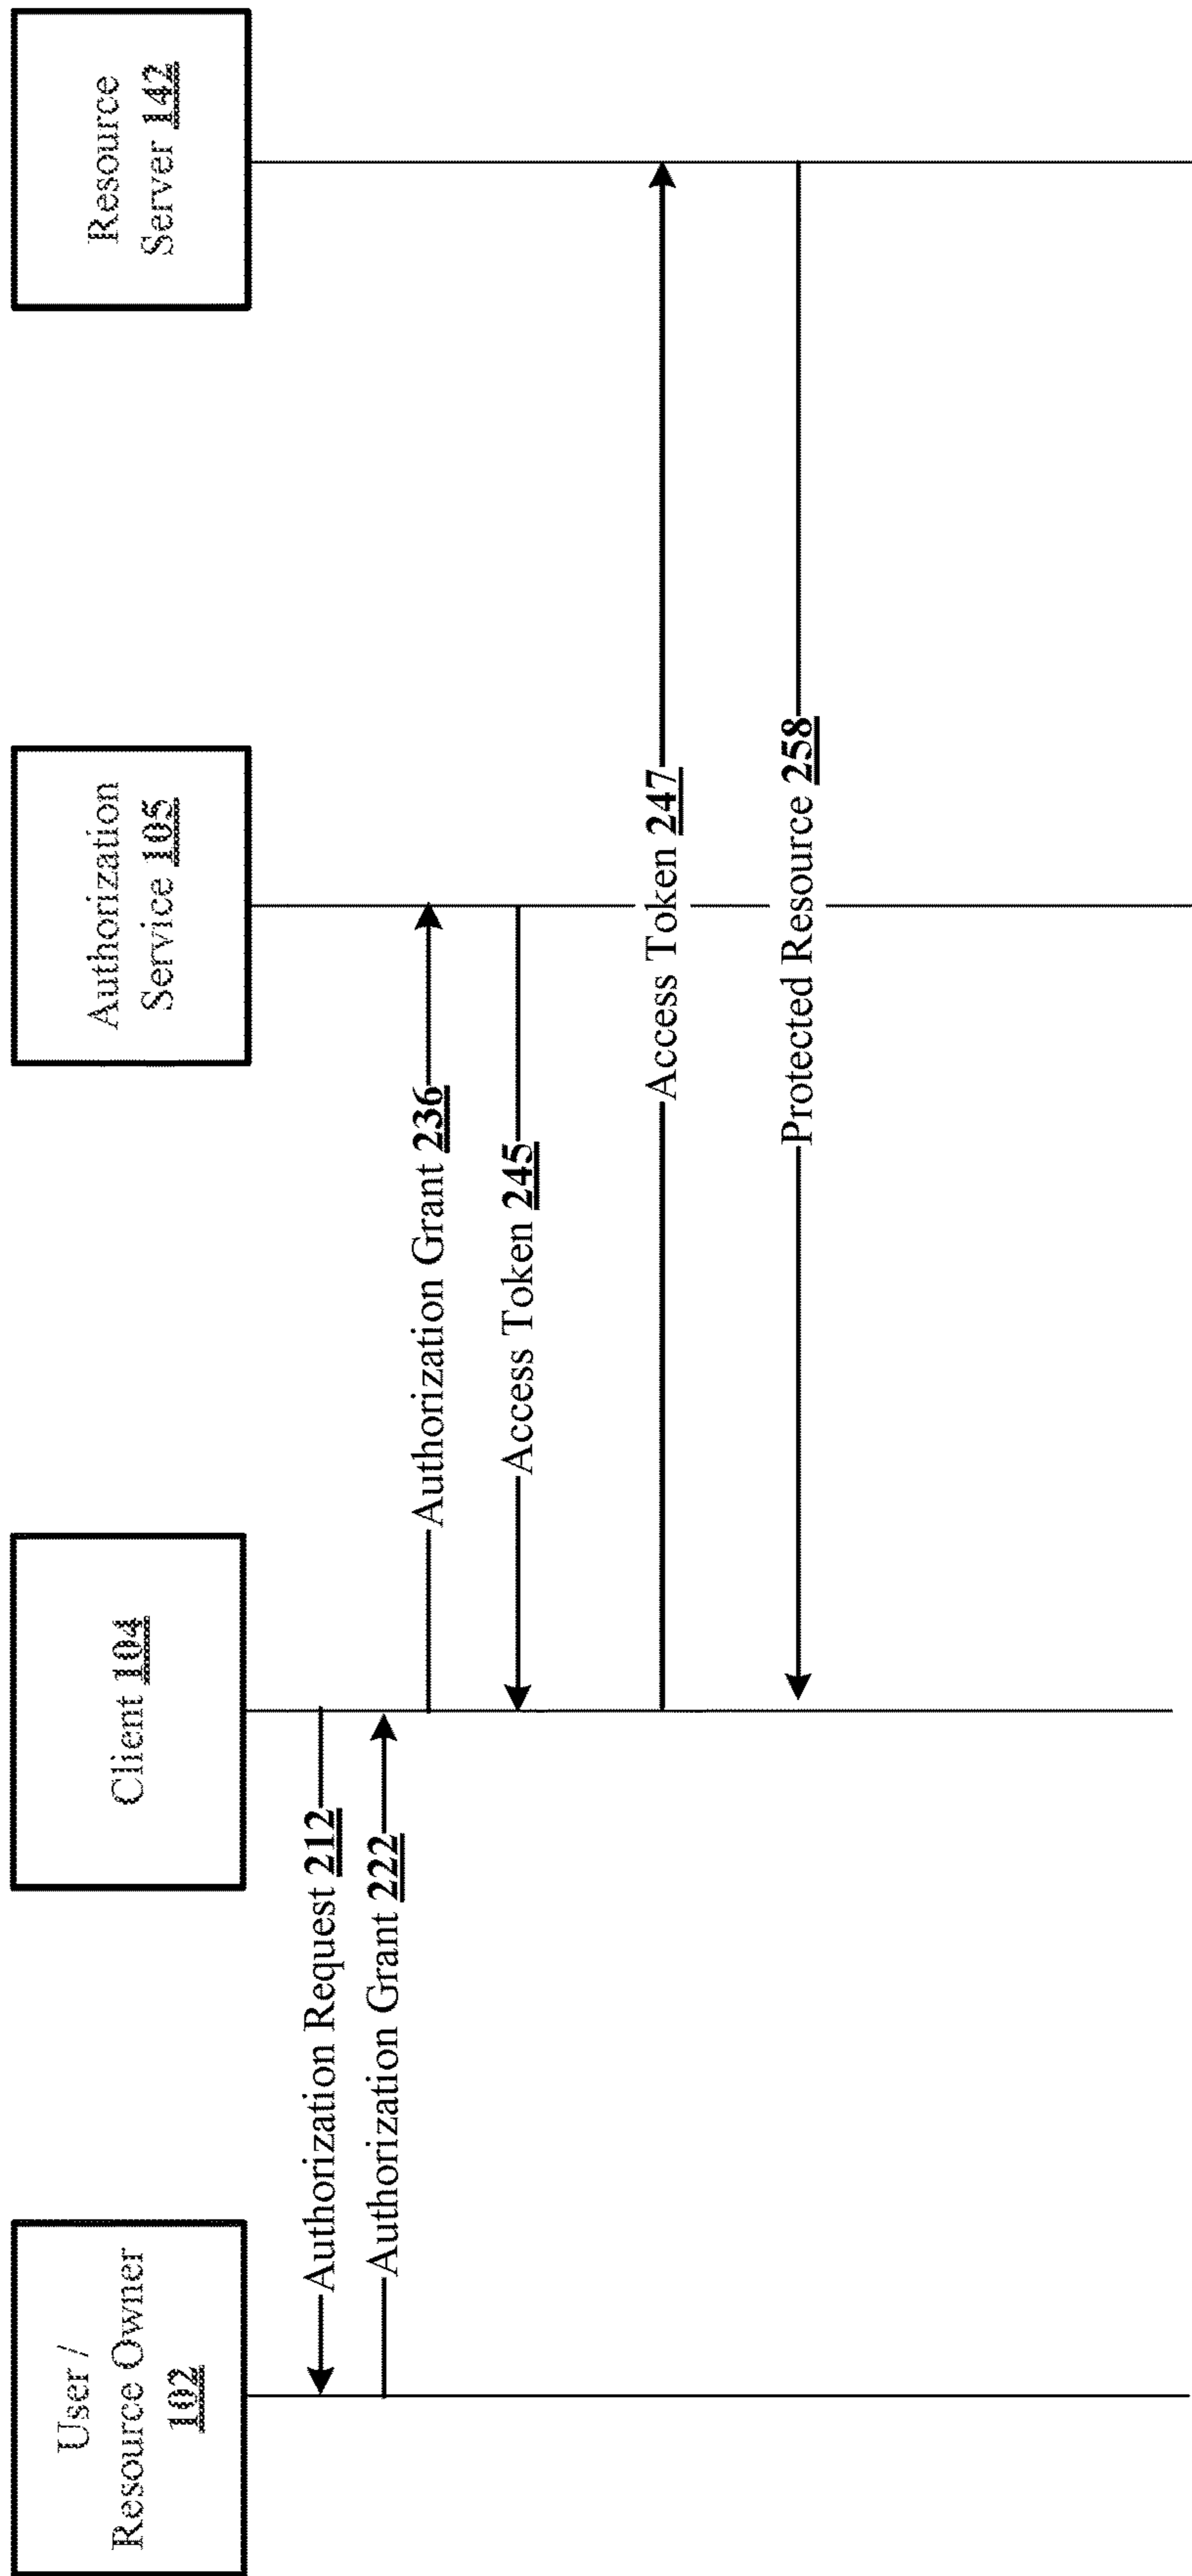 User /
Resource Owner
102
Client 104
Authorization
Service 105
Resource
Server 142
Authorization Request 212
Authorization Grant 222
Authorization Grant 236
Access Token 245
Access Token 247
Protected Resource 258